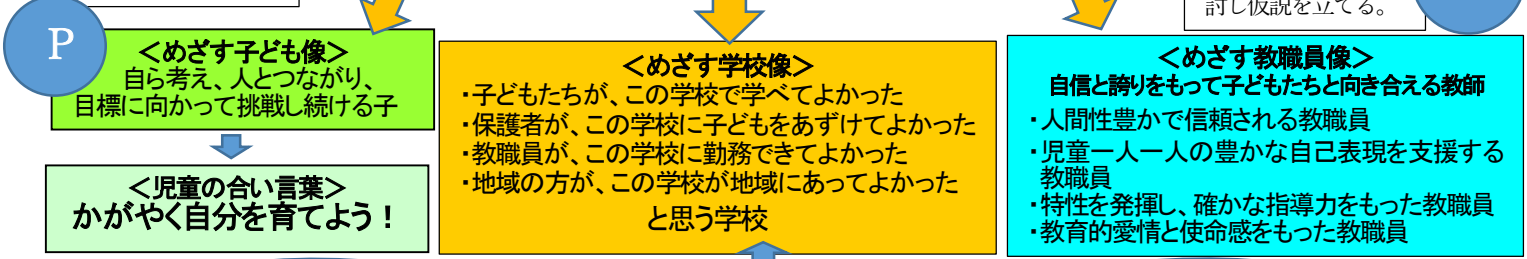 討し仮説を立てる。
P
＜めざす子ども像＞
自ら考え、人とつながり、
目標に向かって挑戦し続ける子
＜児童の合い言葉＞
かがやく自分を育てよう！
＜めざす学校像＞
・子どもたちが、この学校で学べてよかった
・保護者が、この学校に子どもをあずけてよかった
・教職員が、この学校に勤務できてよかった
・地域の方が、この学校が地域にあってよかった
と思う学校
＜めざす教職員像＞
自信と誇りをもって子どもたちと向き合える教師
・人間性豊かで信頼される教職員
・児童一人一人の豊かな自己表現を支援する
教職員
・特性を発揮し、確かな指導力をもった教職員
・教育的愛情と使命感をもった教職員